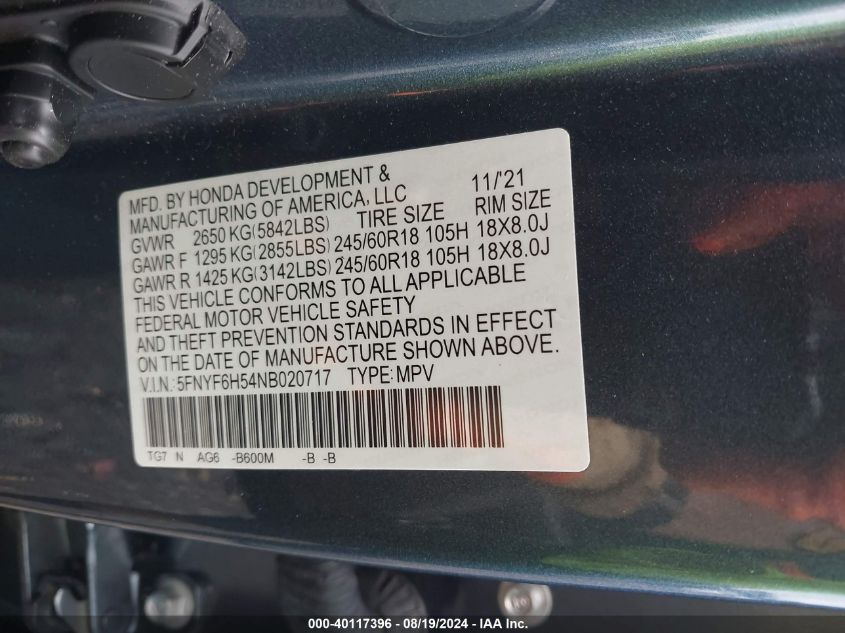 MFD. BY HONDA DEVELOPMENT & 11/'21
MANUFACTURING OF AMERICA, LLC
GVWR 2650 KG(5842LBS) TIRE SIZE RIM SIZE
GAWR F 1295 KG(2855LBS) 245/60R18 105H 18X8.0J
GAWR R 1425 KG(3142LBS) 245/60R18 105H 18X8.0J
THIS VEHICLE CONFORMS TO ALL APPLICABLE
FEDERAL MOTOR VEHICLE SAFETY
AND THEFT PREVENTION STANDARDS IN EFFECT
ON THE DATE OF MANUFACTURE SHOWN ABOVE.
V.I.N.: 5FNYF6H54NB020717 TYPE: MPV
TG7 N AG6 -B600M -B -B
000-40117396 - 08/19/2024 - IAA Inc.